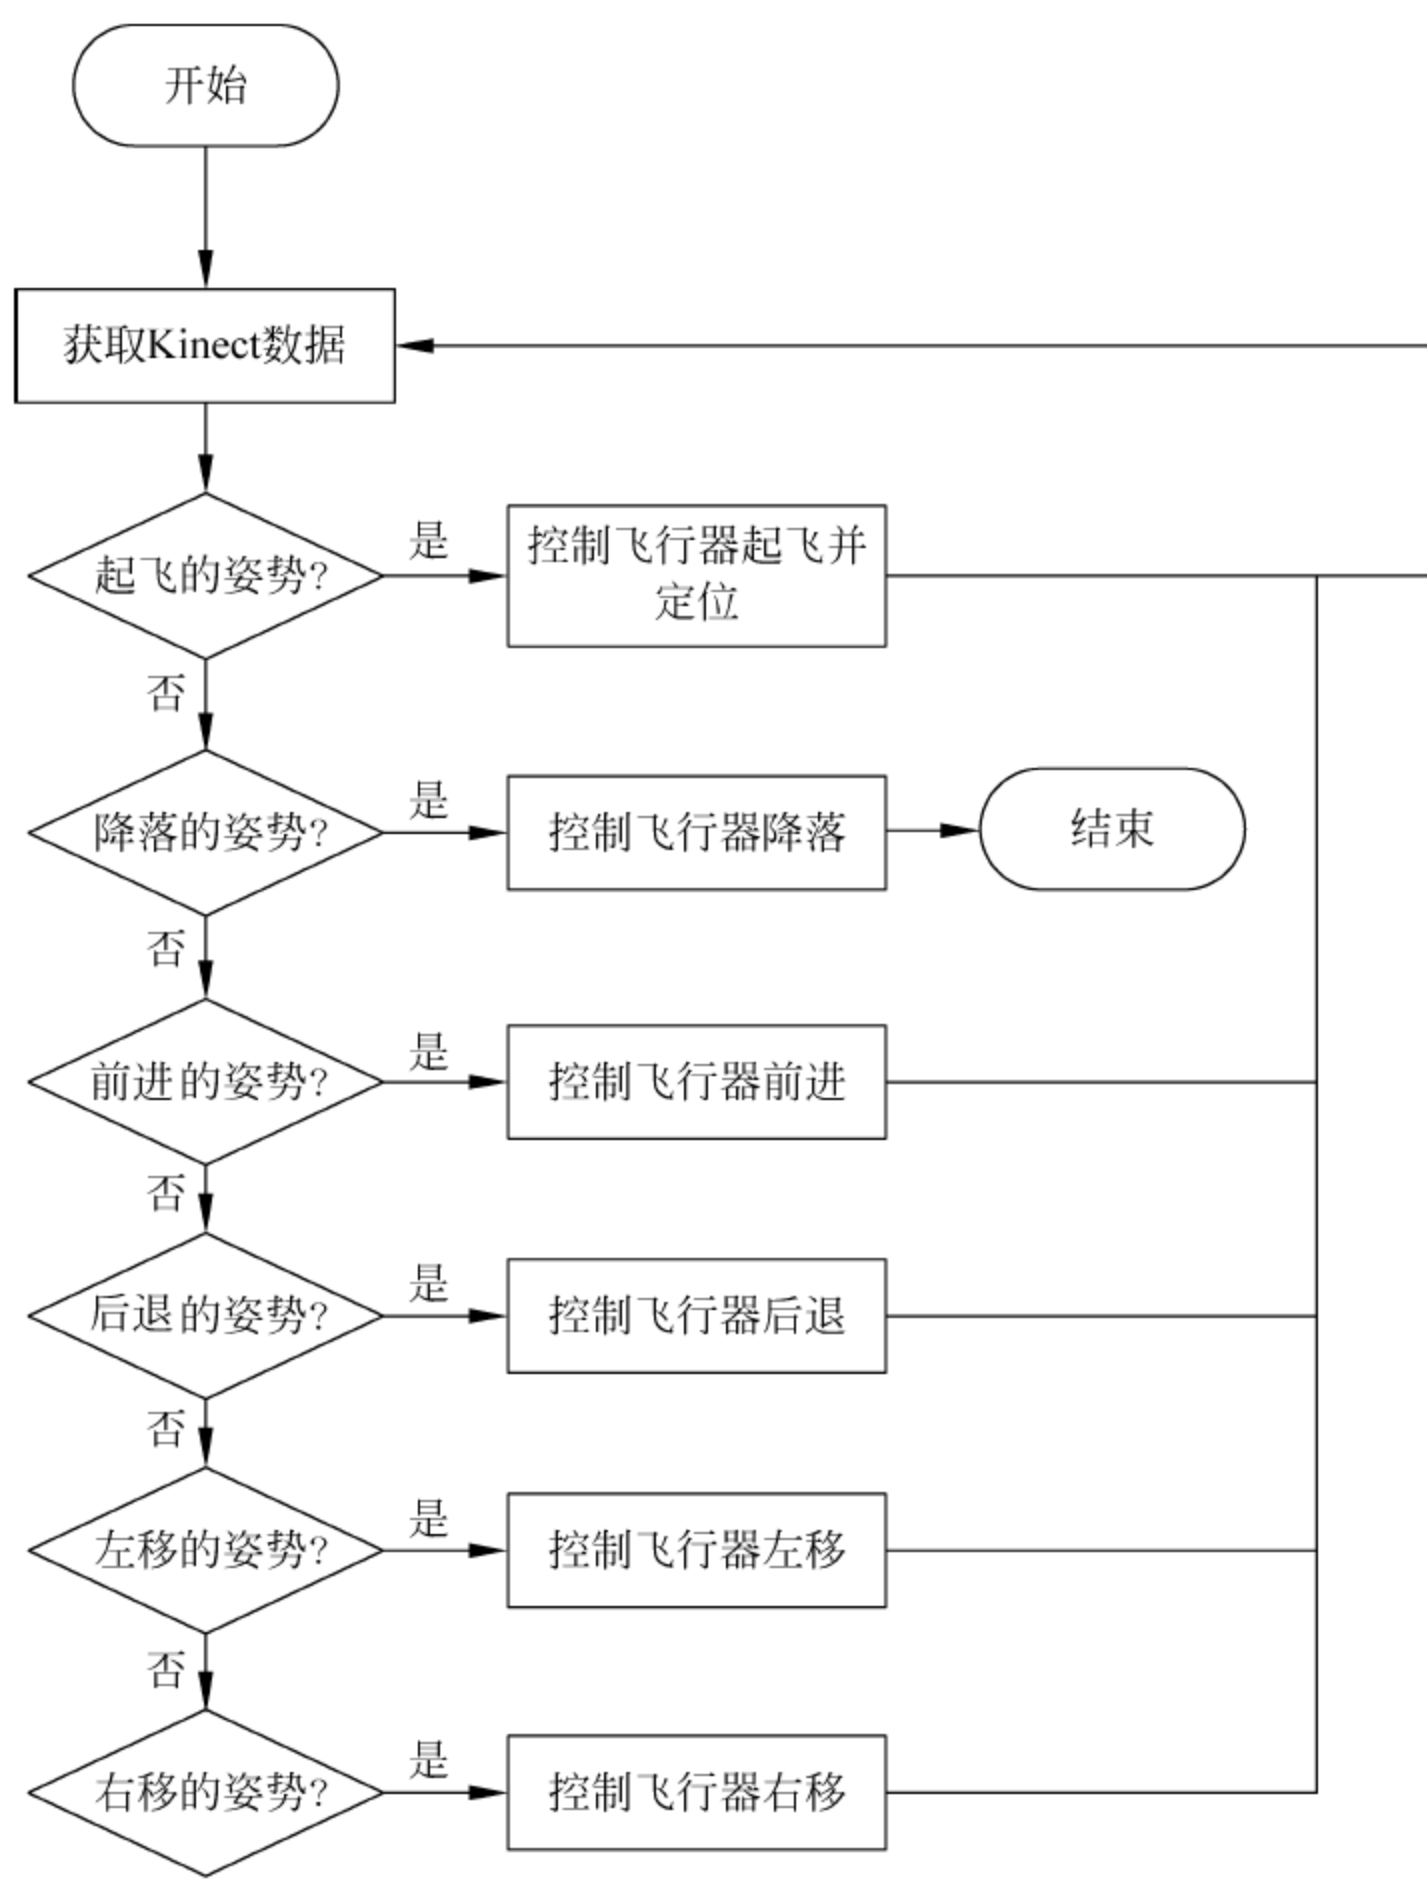 开始
获取Kinect数据
起飞的姿势?
是
控制飞行器起飞并
定位
否
降落的姿势?
是
控制飞行器降落
结束
否
前进的姿势?
是
控制飞行器前进
否
后退的姿势?
是
控制飞行器后退
否
左移的姿势?
是
控制飞行器左移
否
右移的姿势?
是
控制飞行器右移